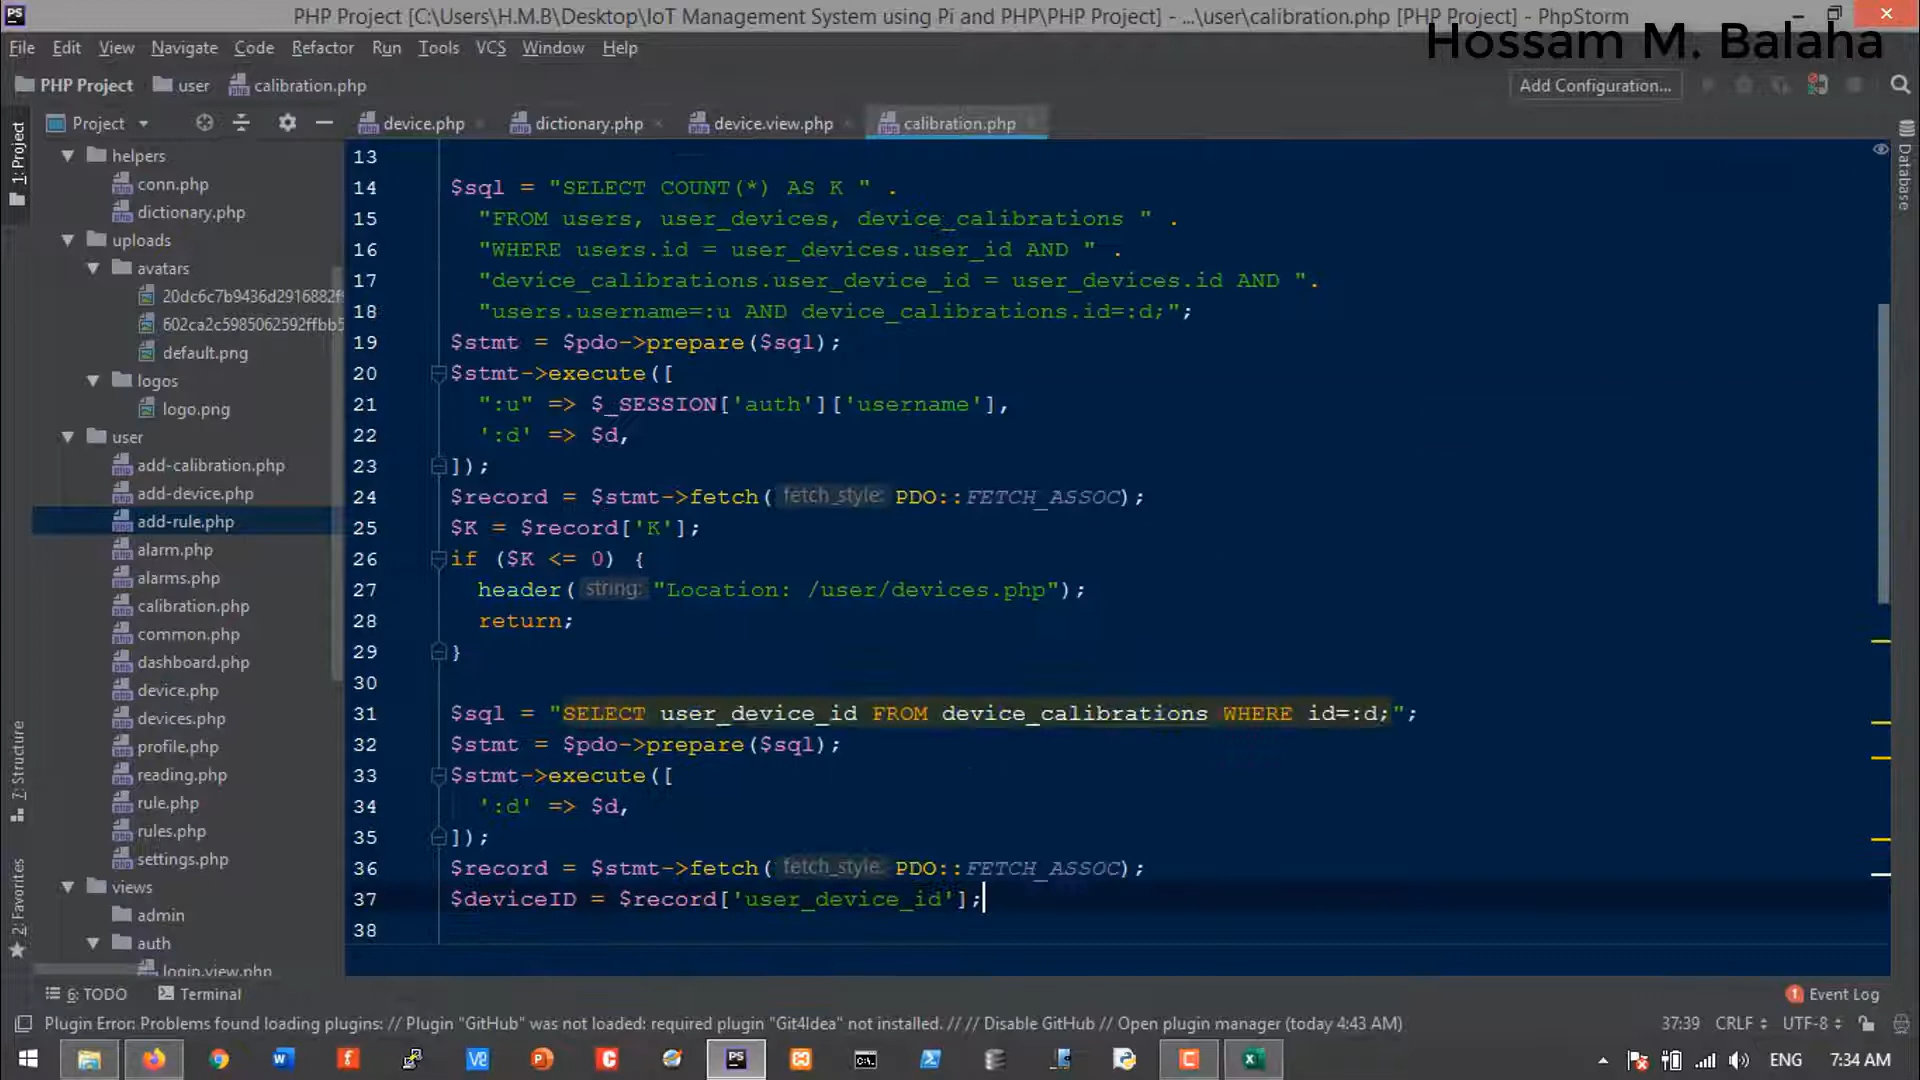 PHP Project [C:\Users\H.M.B\Desktop\IoT Management System using Pi and PHP\PHP Project] - ...\user\calibration.php [PHP Project] - PhpStorm
Hossam M. Balaha
File Edit View Navigate Code Refactor Run Tools VCS Window Help
PHP Project user calibration.php Add Configuration...
Project device.php dictionary.php device.view.php calibration.php
1: Project
7: Structure
2: Favorites
Database
helpers
conn.php
dictionary.php
uploads
avatars
20dc6c7b9436d2916882f
602ca2c5985062592ffbb5
default.png
logos
logo.png
user
add-calibration.php
add-device.php
add-rule.php
alarm.php
alarms.php
calibration.php
common.php
dashboard.php
device.php
devices.php
profile.php
reading.php
rule.php
rules.php
settings.php
views
admin
auth
login.view.php
13
14 $sql = "SELECT COUNT(*) AS K " .
15 "FROM users, user_devices, device_calibrations " .
16 "WHERE users.id = user_devices.user_id AND " .
17 "device_calibrations.user_device_id = user_devices.id AND ".
18 "users.username=:u AND device_calibrations.id=:d;";
19 $stmt = $pdo->prepare($sql);
20 $stmt->execute([
21 ":u" => $_SESSION['auth']['username'],
22 ':d' => $d,
23 ]);
24 $record = $stmt->fetch( fetch_style: PDO::FETCH_ASSOC);
25 $K = $record['K'];
26 if ($K <= 0) {
27 header( string: "Location: /user/devices.php");
28 return;
29 }
30
31 $sql = "SELECT user_device_id FROM device_calibrations WHERE id=:d;";
32 $stmt = $pdo->prepare($sql);
33 $stmt->execute([
34 ':d' => $d,
35 ]);
36 $record = $stmt->fetch( fetch_style: PDO::FETCH_ASSOC);
37 $deviceID = $record['user_device_id'];
38
6: TODO Terminal Event Log
Plugin Error: Problems found loading plugins: // Plugin "GitHub" was not loaded: required plugin "Git4Idea" not installed. // // Disable GitHub // Open plugin manager (today 4:43 AM) 37:39 CRLF UTF-8
ENG 7:34 AM